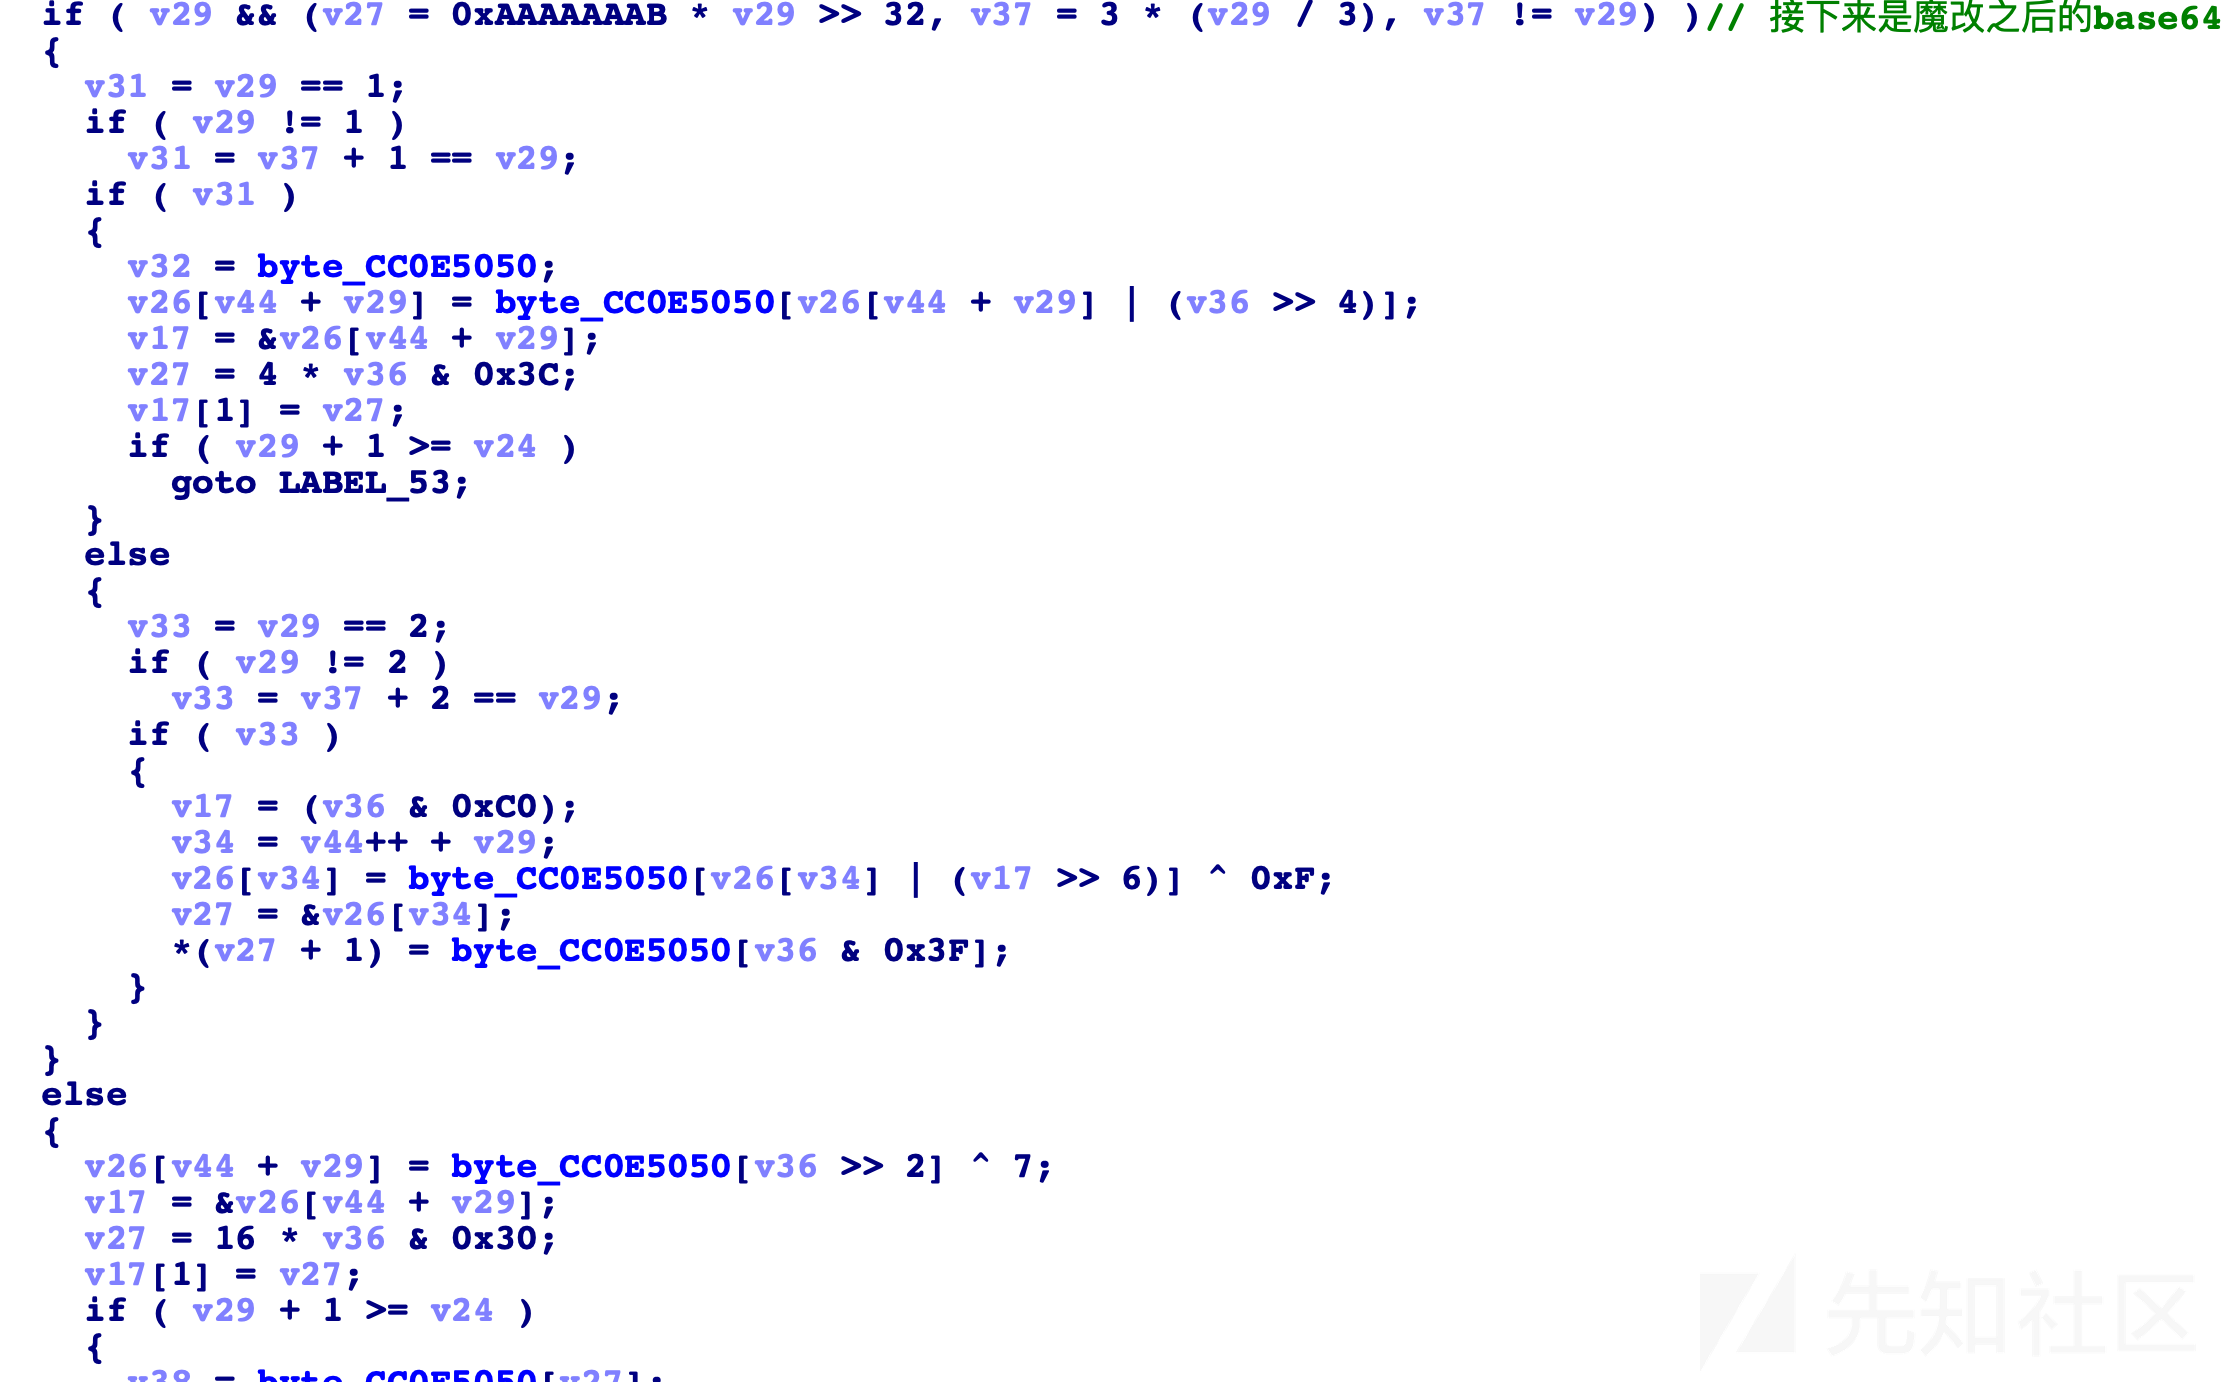 if ( v29 && (v27 = 0xAAAAAAAB * v29 >> 32, v37 = 3 * (v29 / 3), v37 != v29) )// 接下来是魔改之后的base64
{
v31 = v29 == 1;
if ( v29 != 1 )
v31 = v37 + 1 == v29;
if ( v31 )
{
v32 = byte_CC0E5050;
v26[v44 + v29] = byte_CC0E5050[v26[v44 + v29] | (v36 >> 4)];
v17 = &v26[v44 + v29];
v27 = 4 * v36 & 0x3C;
v17[1] = v27;
if ( v29 + 1 >= v24 )
goto LABEL_53;
}
else
{
v33 = v29 == 2;
if ( v29 != 2 )
v33 = v37 + 2 == v29;
if ( v33 )
{
v17 = (v36 & 0xC0);
v34 = v44++ + v29;
v26[v34] = byte_CC0E5050[v26[v34] | (v17 >> 6)] ^ 0xF;
v27 = &v26[v34];
*(v27 + 1) = byte_CC0E5050[v36 & 0x3F];
}
}
}
else
{
v26[v44 + v29] = byte_CC0E5050[v36 >> 2] ^ 7;
v17 = &v26[v44 + v29];
v27 = 16 * v36 & 0x30;
v17[1] = v27;
if ( v29 + 1 >= v24 )
{
v38 = byte_CC0E5050[v27];
先知社区